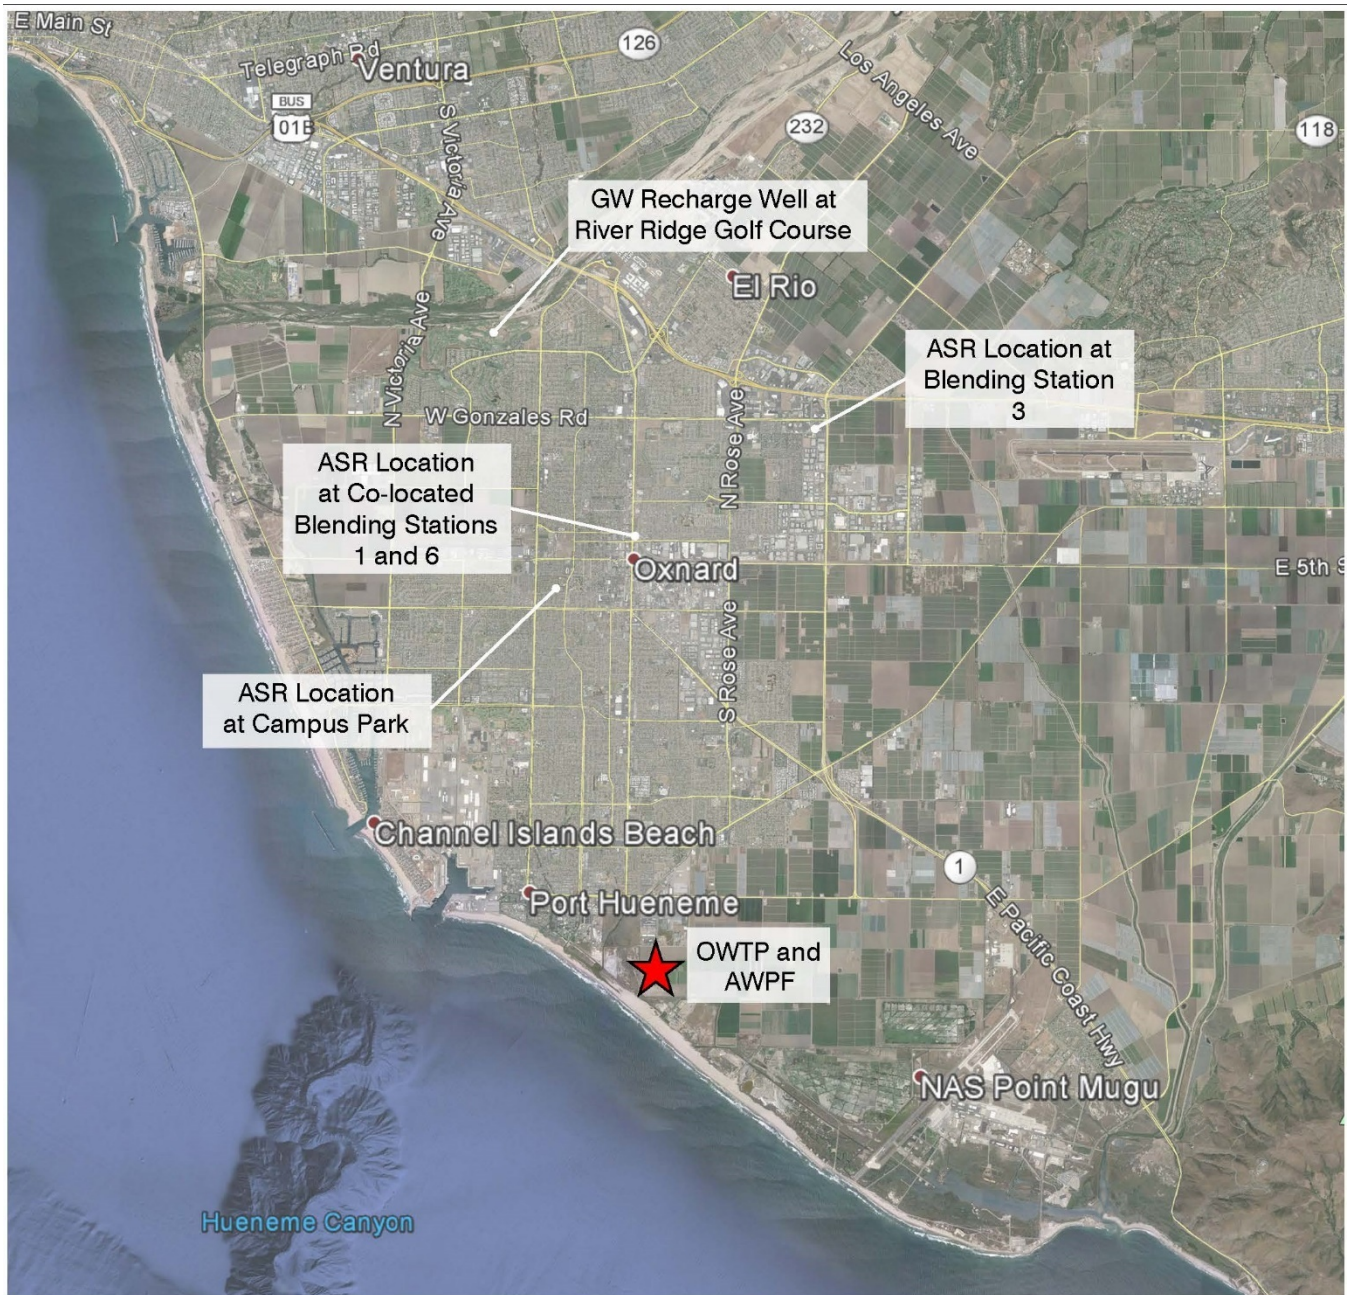 E Main St
Telegraph Rd
Ventura
126
BUS
101B
S Victoria Ave
Los Angeles Ave
232
118
GW Recharge Well at
River Ridge Golf Course
El Rio
N Victoria Ave
ASR Location at
Blending Station
3
W Gonzales Rd
N Rose Ave
ASR Location
at Co-located
Blending Stations
1 and 6
Oxnard
E 5th S
S Rose Ave
ASR Location
at Campus Park
Channel Islands Beach
1
Port Hueneme
E Pacific Coast Hwy
OWTP and
AWPF
NAS Point Mugu
Hueneme Canyon